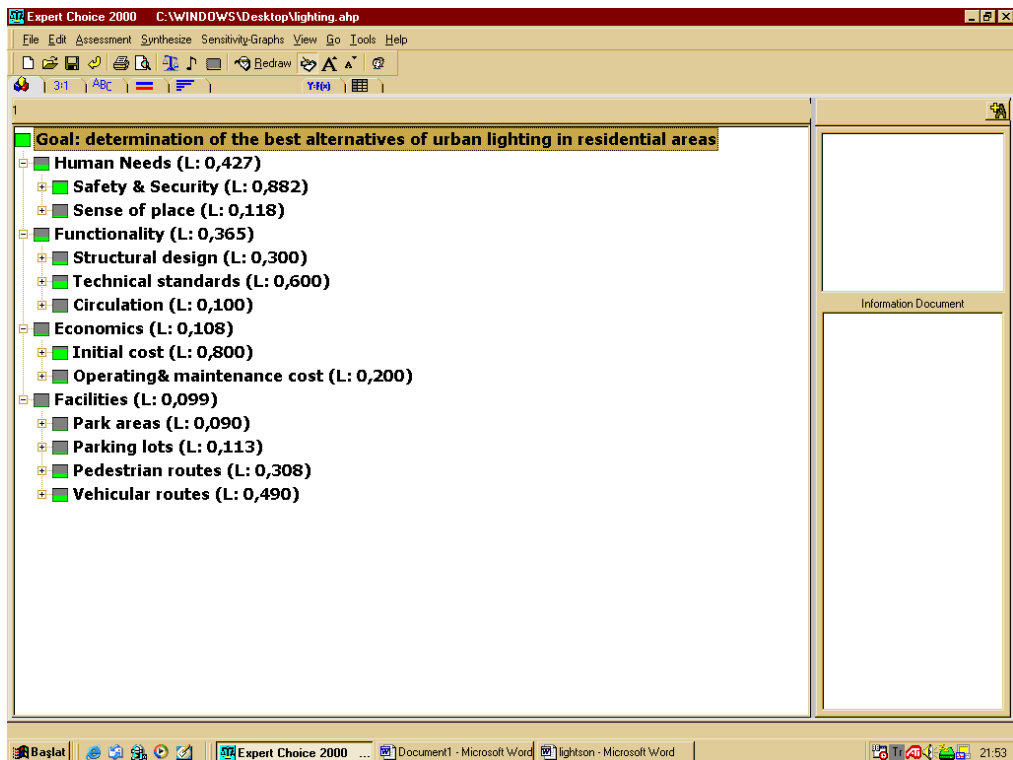 Expert Choice 2000 C:\WINDOWS\Desktop\lighting.ahp
File Edit Assessment Synthesize Sensitivity-Graphs View Go Tools Help
Redraw A A
3:1 ABC Y=F(x)
1
Goal: determination of the best alternatives of urban lighting in residential areas
Human Needs (L: 0,427)
Safety & Security (L: 0,882)
Sense of place (L: 0,118)
Functionality (L: 0,365)
Structural design (L: 0,300)
Technical standards (L: 0,600)
Circulation (L: 0,100)
Economics (L: 0,108)
Initial cost (L: 0,800)
Operating& maintenance cost (L: 0,200)
Facilities (L: 0,099)
Park areas (L: 0,090)
Parking lots (L: 0,113)
Pedestrian routes (L: 0,308)
Vehicular routes (L: 0,490)
Information Document
Başlat Expert Choice 2000 ... Document1 - Microsoft Word lightson - Microsoft Word Tr 21:53